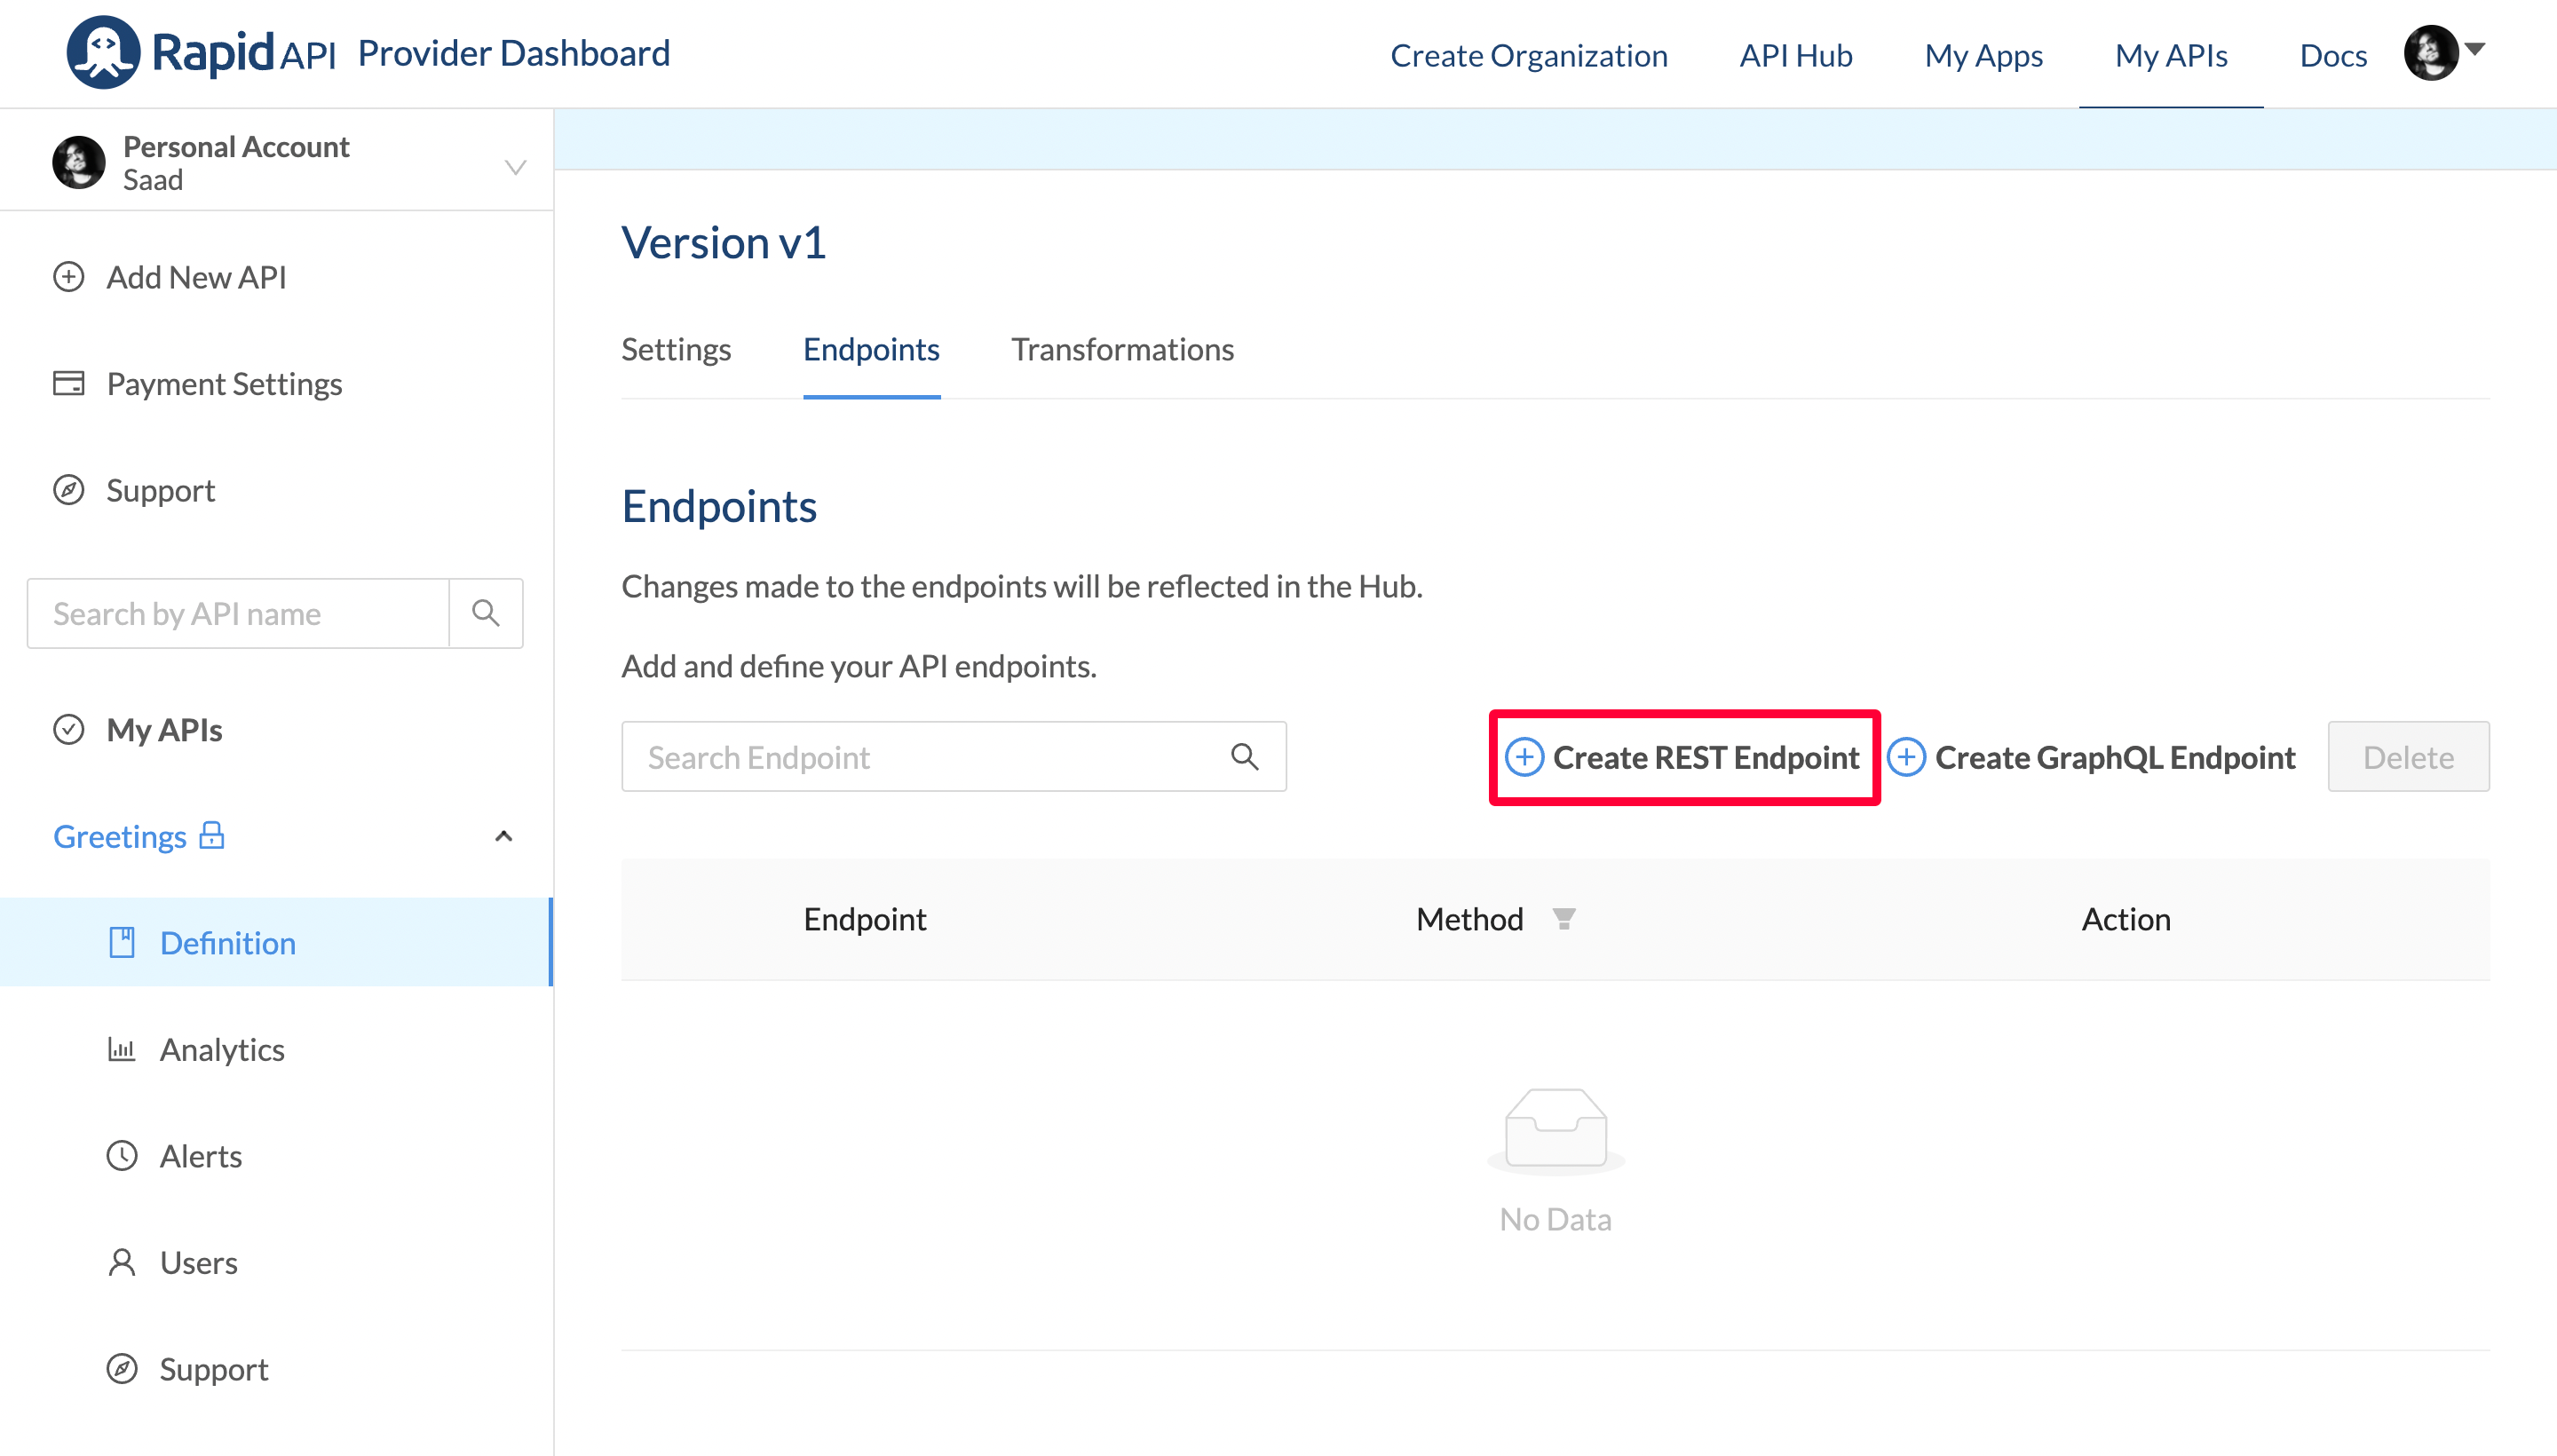 RapidAPI Provider Dashboard
Create Organization
API Hub
My Apps
My APIs
Docs
Personal Account
Saad
Add New API
Payment Settings
Support
Search by API name
My APIs
Greetings
Definition
Analytics
Alerts
Users
Support
Version v1
Settings
Endpoints
Transformations
Endpoints
Changes made to the endpoints will be reflected in the Hub.
Add and define your API endpoints.
Search Endpoint
Create REST Endpoint
Create GraphQL Endpoint
Delete
Endpoint
Method
Action
No Data